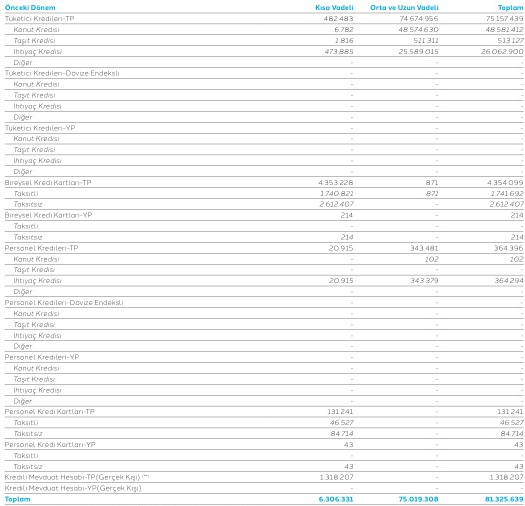 Önceki Dönem Kısa Vadeli Orta ve Uzun Vadeli Toplam
Tüketici Kredileri-TP 482.483 74.674.956 75.157.439
Konut Kredisi 6.782 48.574.630 48.581.412
Taşıt Kredisi 1.816 511.311 513.127
İhtiyaç Kredisi 473.885 25.589.015 26.062.900
Diğer - - -
Tüketici Kredileri-Dövize Endeksli - - -
Konut Kredisi - - -
Taşıt Kredisi - - -
İhtiyaç Kredisi - - -
Diğer - - -
Tüketici Kredileri-YP - - -
Konut Kredisi - - -
Taşıt Kredisi - - -
İhtiyaç Kredisi - - -
Diğer - - -
Bireysel Kredi Kartları-TP 4.353.228 871 4.354.099
Taksitli 1.740.821 871 1.741.692
Taksitsiz 2.612.407 - 2.612.407
Bireysel Kredi Kartları-YP 214 - 214
Taksitli - - -
Taksitsiz 214 - 214
Personel Kredileri-TP 20.915 343.481 364.396
Konut Kredisi - 102 102
Taşıt Kredisi - - -
İhtiyaç Kredisi 20.915 343.379 364.294
Diğer - - -
Personel Kredileri-Dövize Endeksli - - -
Konut Kredisi - - -
Taşıt Kredisi - - -
İhtiyaç Kredisi - - -
Diğer - - -
Personel Kredileri-YP - - -
Konut Kredisi - - -
Taşıt Kredisi - - -
İhtiyaç Kredisi - - -
Diğer - - -
Personel Kredi Kartları-TP 131.241 - 131.241
Taksitli 46.527 - 46.527
Taksitsiz 84.714 - 84.714
Personel Kredi Kartları-YP 43 - 43
Taksitli - - -
Taksitsiz 43 - 43
Kredili Mevduat Hesabı-TP(Gerçek Kişi) 1.318.207 - 1.318.207
Kredili Mevduat Hesabı-YP(Gerçek Kişi) - - -
Toplam 6.306.331 75.019.308 81.325.639